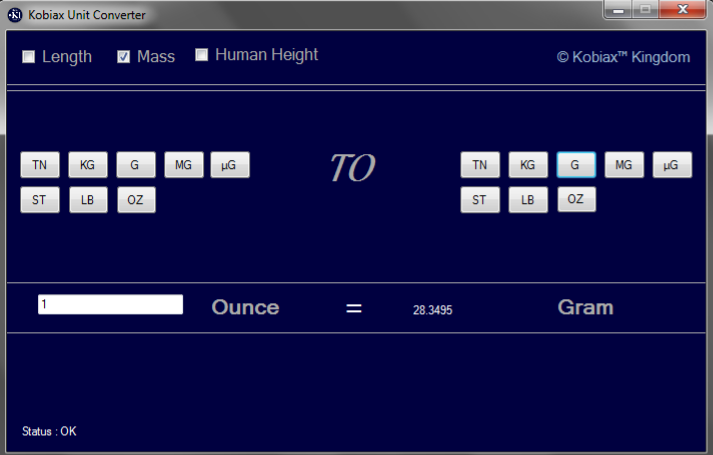 Kobiax Unit Converter
Length Mass Human Height © Kobiax™ Kingdom
TN KG G MG µG TO TN KG G MG µG
ST LB OZ ST LB OZ
1 Ounce = 28.3495 Gram
Status : OK